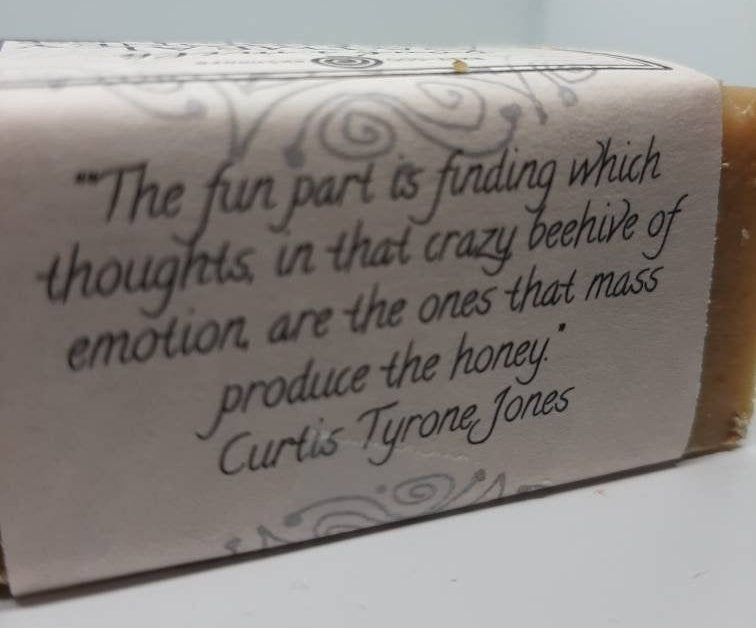 ""The fun part is finding which
thoughts, in that crazy beehive of
emotion, are the ones that mass
produce the honey."
Curtis Tyrone Jones